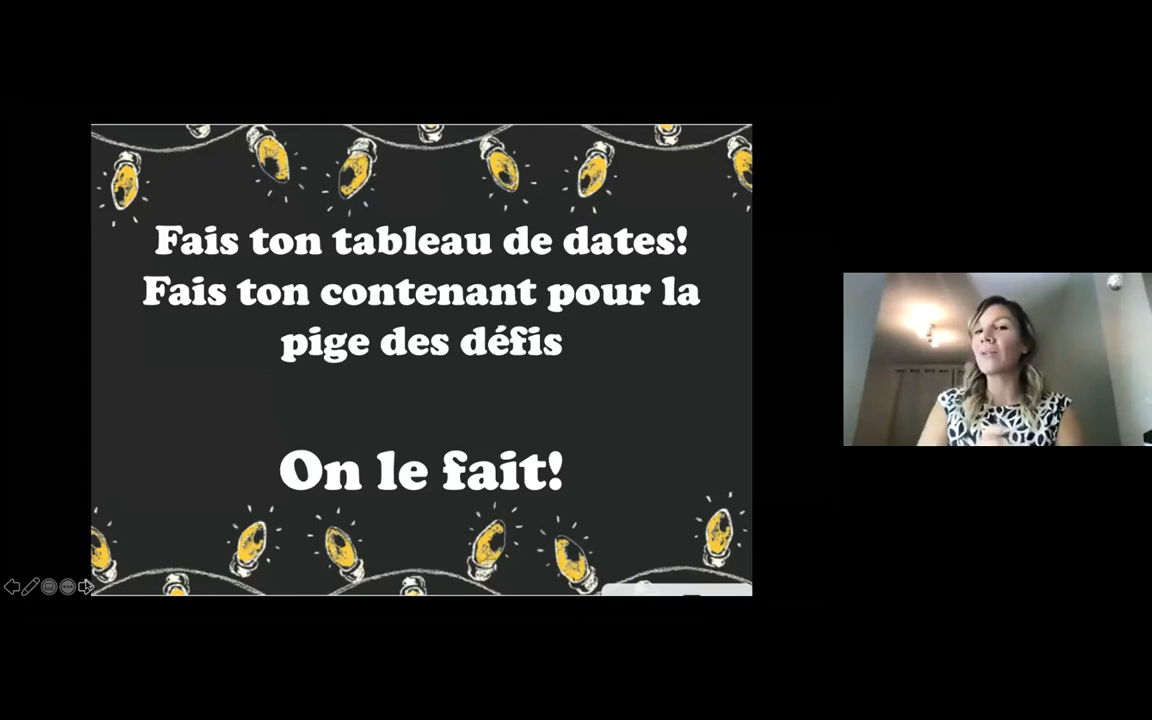 Fais ton tableau de dates!
Fais ton contenant pour la
pige des défis
On le fait!